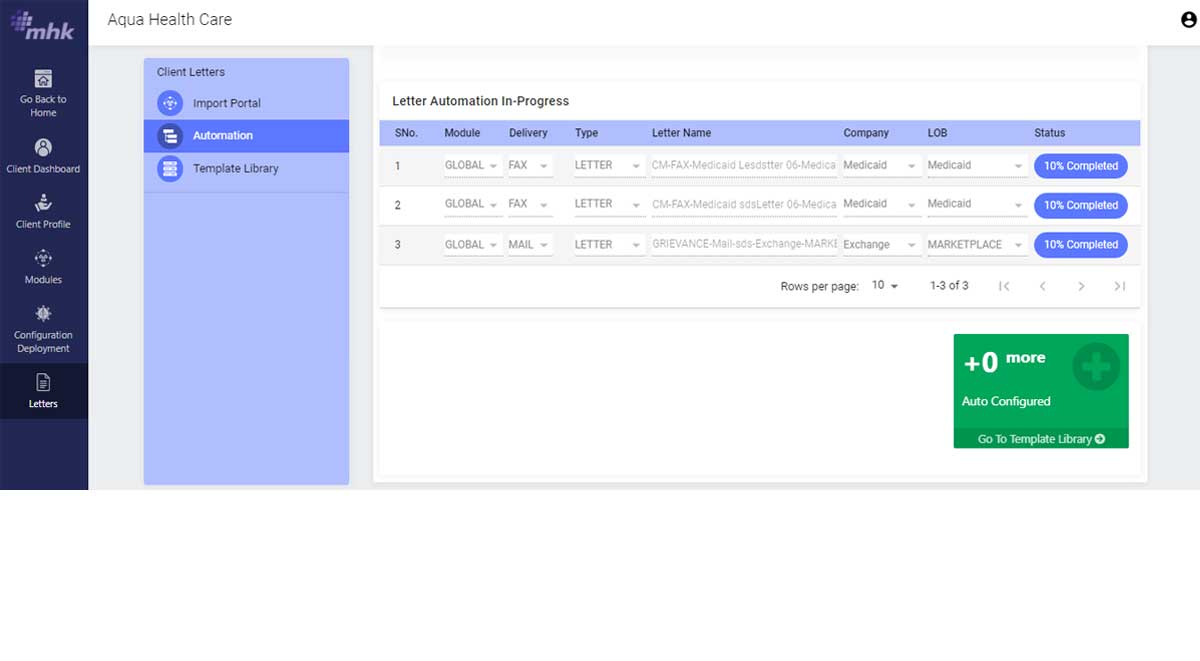 mhk
Aqua Health Care
Go Back to
Home
Client Dashboard
Client Profile
Modules
Configuration
Deployment
Letters
Client Letters
Import Portal
Automation
Template Library
Letter Automation In-Progress
SNo. Module Delivery Type Letter Name Company LOB Status
1 GLOBAL FAX LETTER CM-FAX-Medicaid Lesdstter 06-Medica Medicaid Medicaid 10% Completed
2 GLOBAL FAX LETTER CM-FAX-Medicaid sdsLetter 06-Medica Medicaid Medicaid 10% Completed
3 GLOBAL MAIL LETTER GRIEVANCE-Mail-sds-Exchange-MARKE Exchange MARKETPLACE 10% Completed
Rows per page: 10 1-3 of 3
+0 more
Auto Configured
Go To Template Library